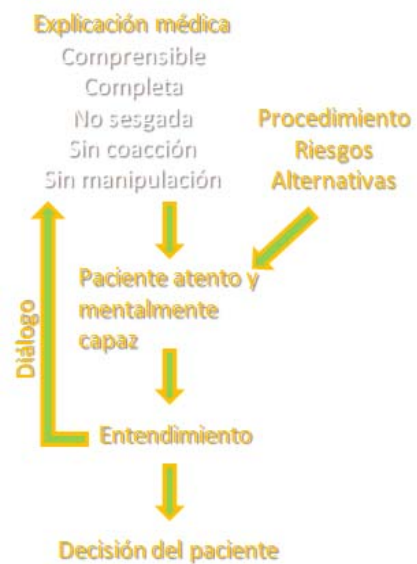 Explicación médica
Comprensible
Completa
No sesgada
Sin coacción
Sin manipulación
Procedimiento
Riesgos
Alternativas
Paciente atento y
mentalmente
capaz
Diálogo
Entendimiento
Decisión del paciente